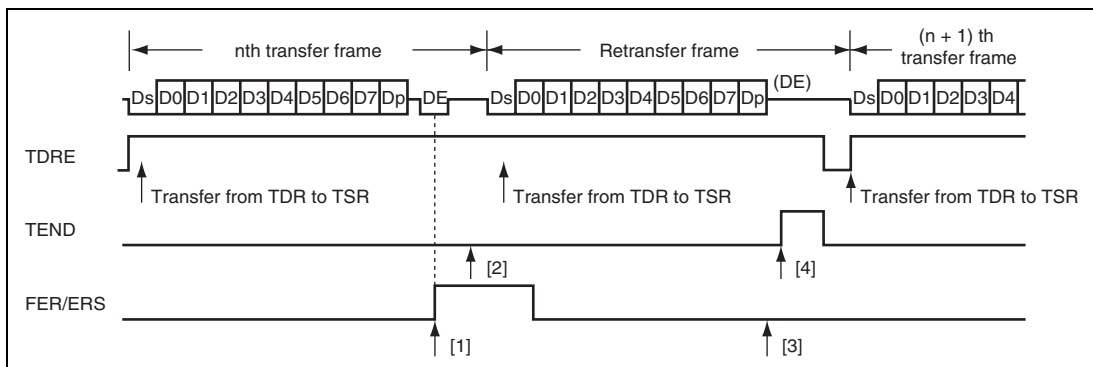 nth transfer frame
Retransfer frame
(n + 1) th
transfer frame
Ds D0 D1 D2 D3 D4 D5 D6 D7 Dp DE
Ds D0 D1 D2 D3 D4 D5 D6 D7 Dp (DE)
Ds D0 D1 D2 D3 D4
TDRE
Transfer from TDR to TSR
Transfer from TDR to TSR
Transfer from TDR to TSR
TEND
[2]
[4]
FER/ERS
[1]
[3]